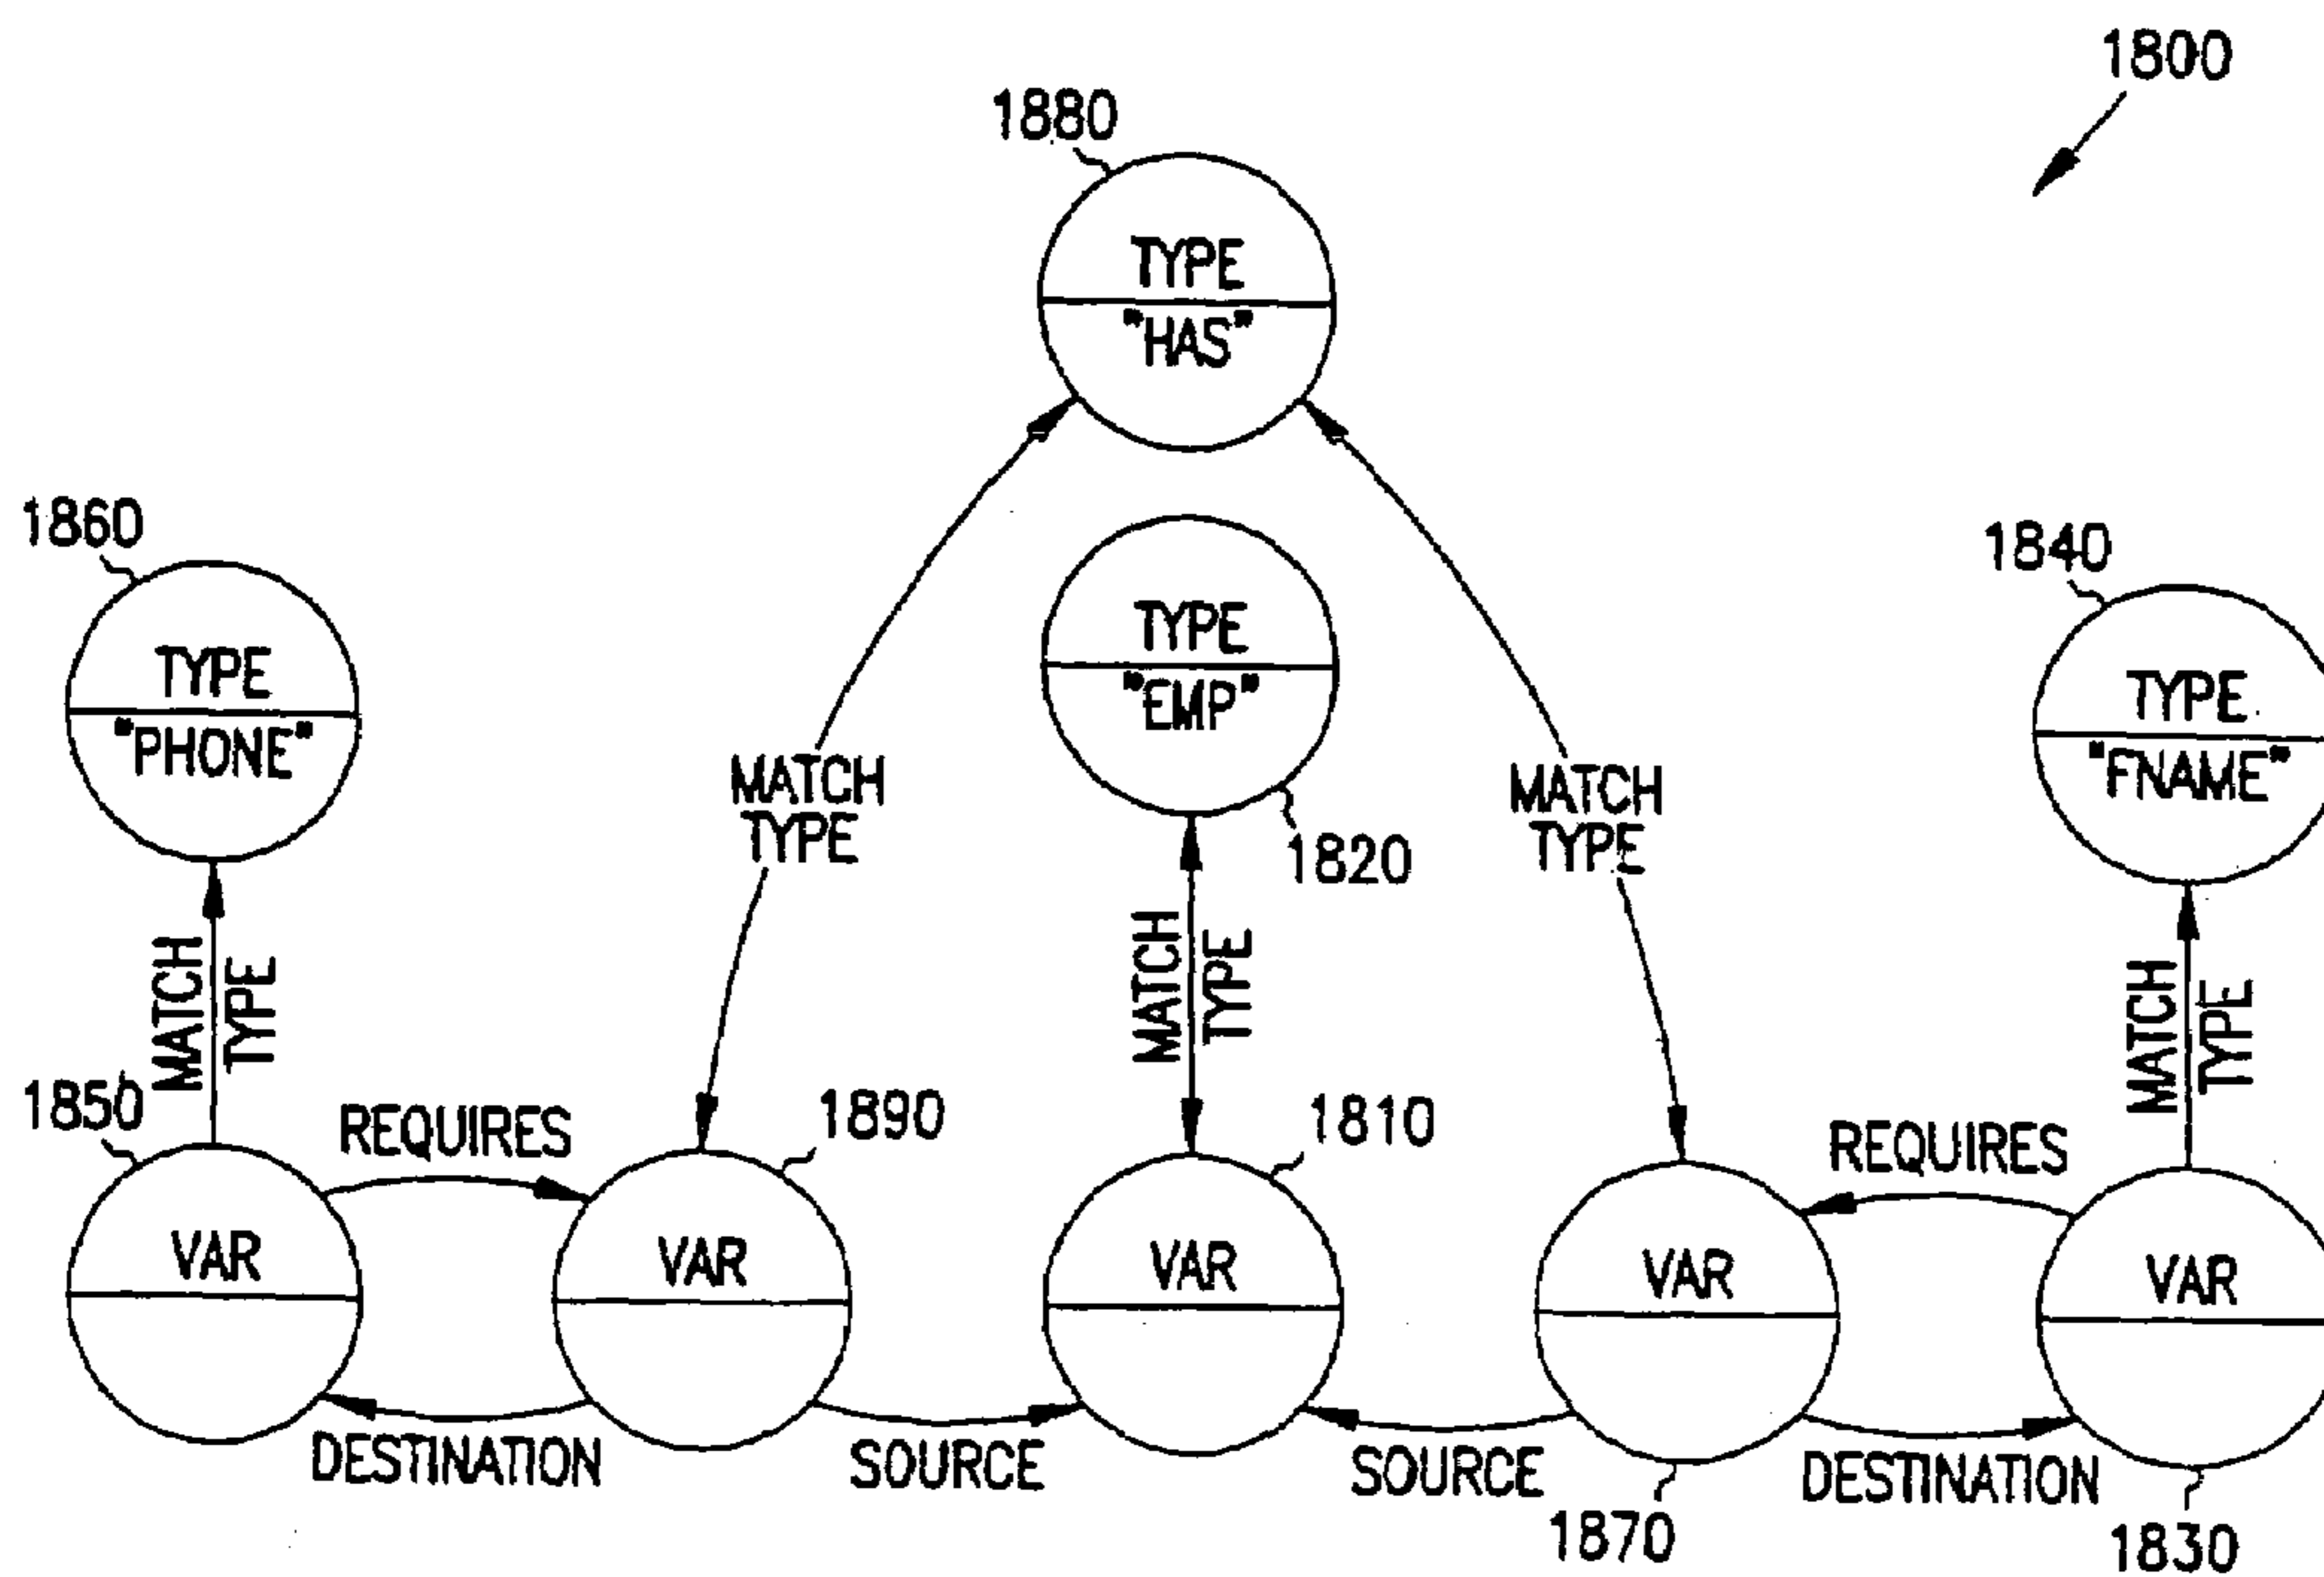 1800
1880
TYPE
"HAS"
1860
TYPE
"PHONE"
TYPE
"EMP"
1820
1840
TYPE
"FNAME"
MATCH
TYPE
MATCH
TYPE
MATCH
TYPE
MATCH
TYPE
MATCH
TYPE
1850
REQUIRES
1890
1810
REQUIRES
VAR
VAR
VAR
VAR
VAR
DESTINATION
SOURCE
SOURCE
DESTINATION
1870
1830